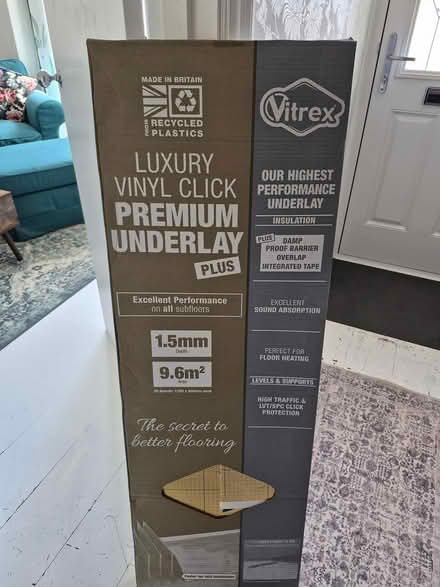 MADE IN BRITAIN
FROM RECYCLED
PLASTICS
LUXURY
VINYL CLICK
PREMIUM
UNDERLAY
PLUS
Excellent Performance
on all subfloors
1.5mm
Depth
9.6m²
Area
The secret to
better flooring
Vitrex
OUR HIGHEST
PERFORMANCE
UNDERLAY
INSULATION
PLUS DAMP
PROOF BARRIER
OVERLAP
INTEGRATED TAPE
EXCELLENT
SOUND ABSORPTION
PERFECT FOR
FLOOR HEATING
LEVELS & SUPPORTS
HIGH TRAFFIC &
LVT/SPC CLICK
PROTECTION